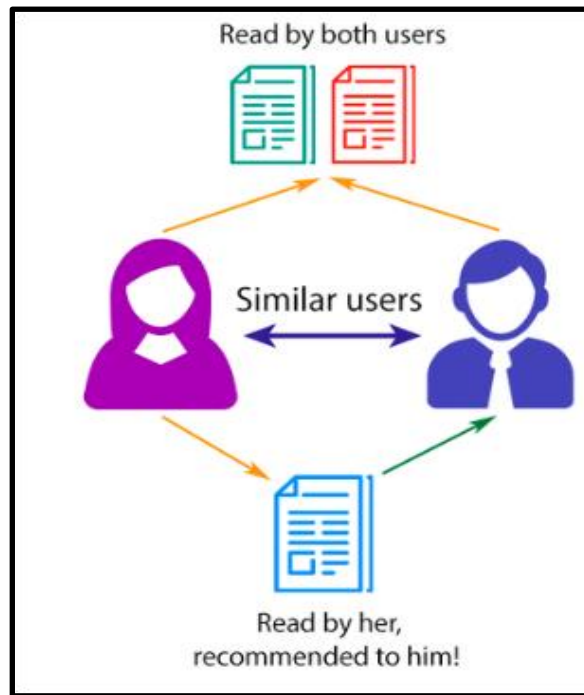 Read by both users
Similar users
Read by her,
recommended to him!